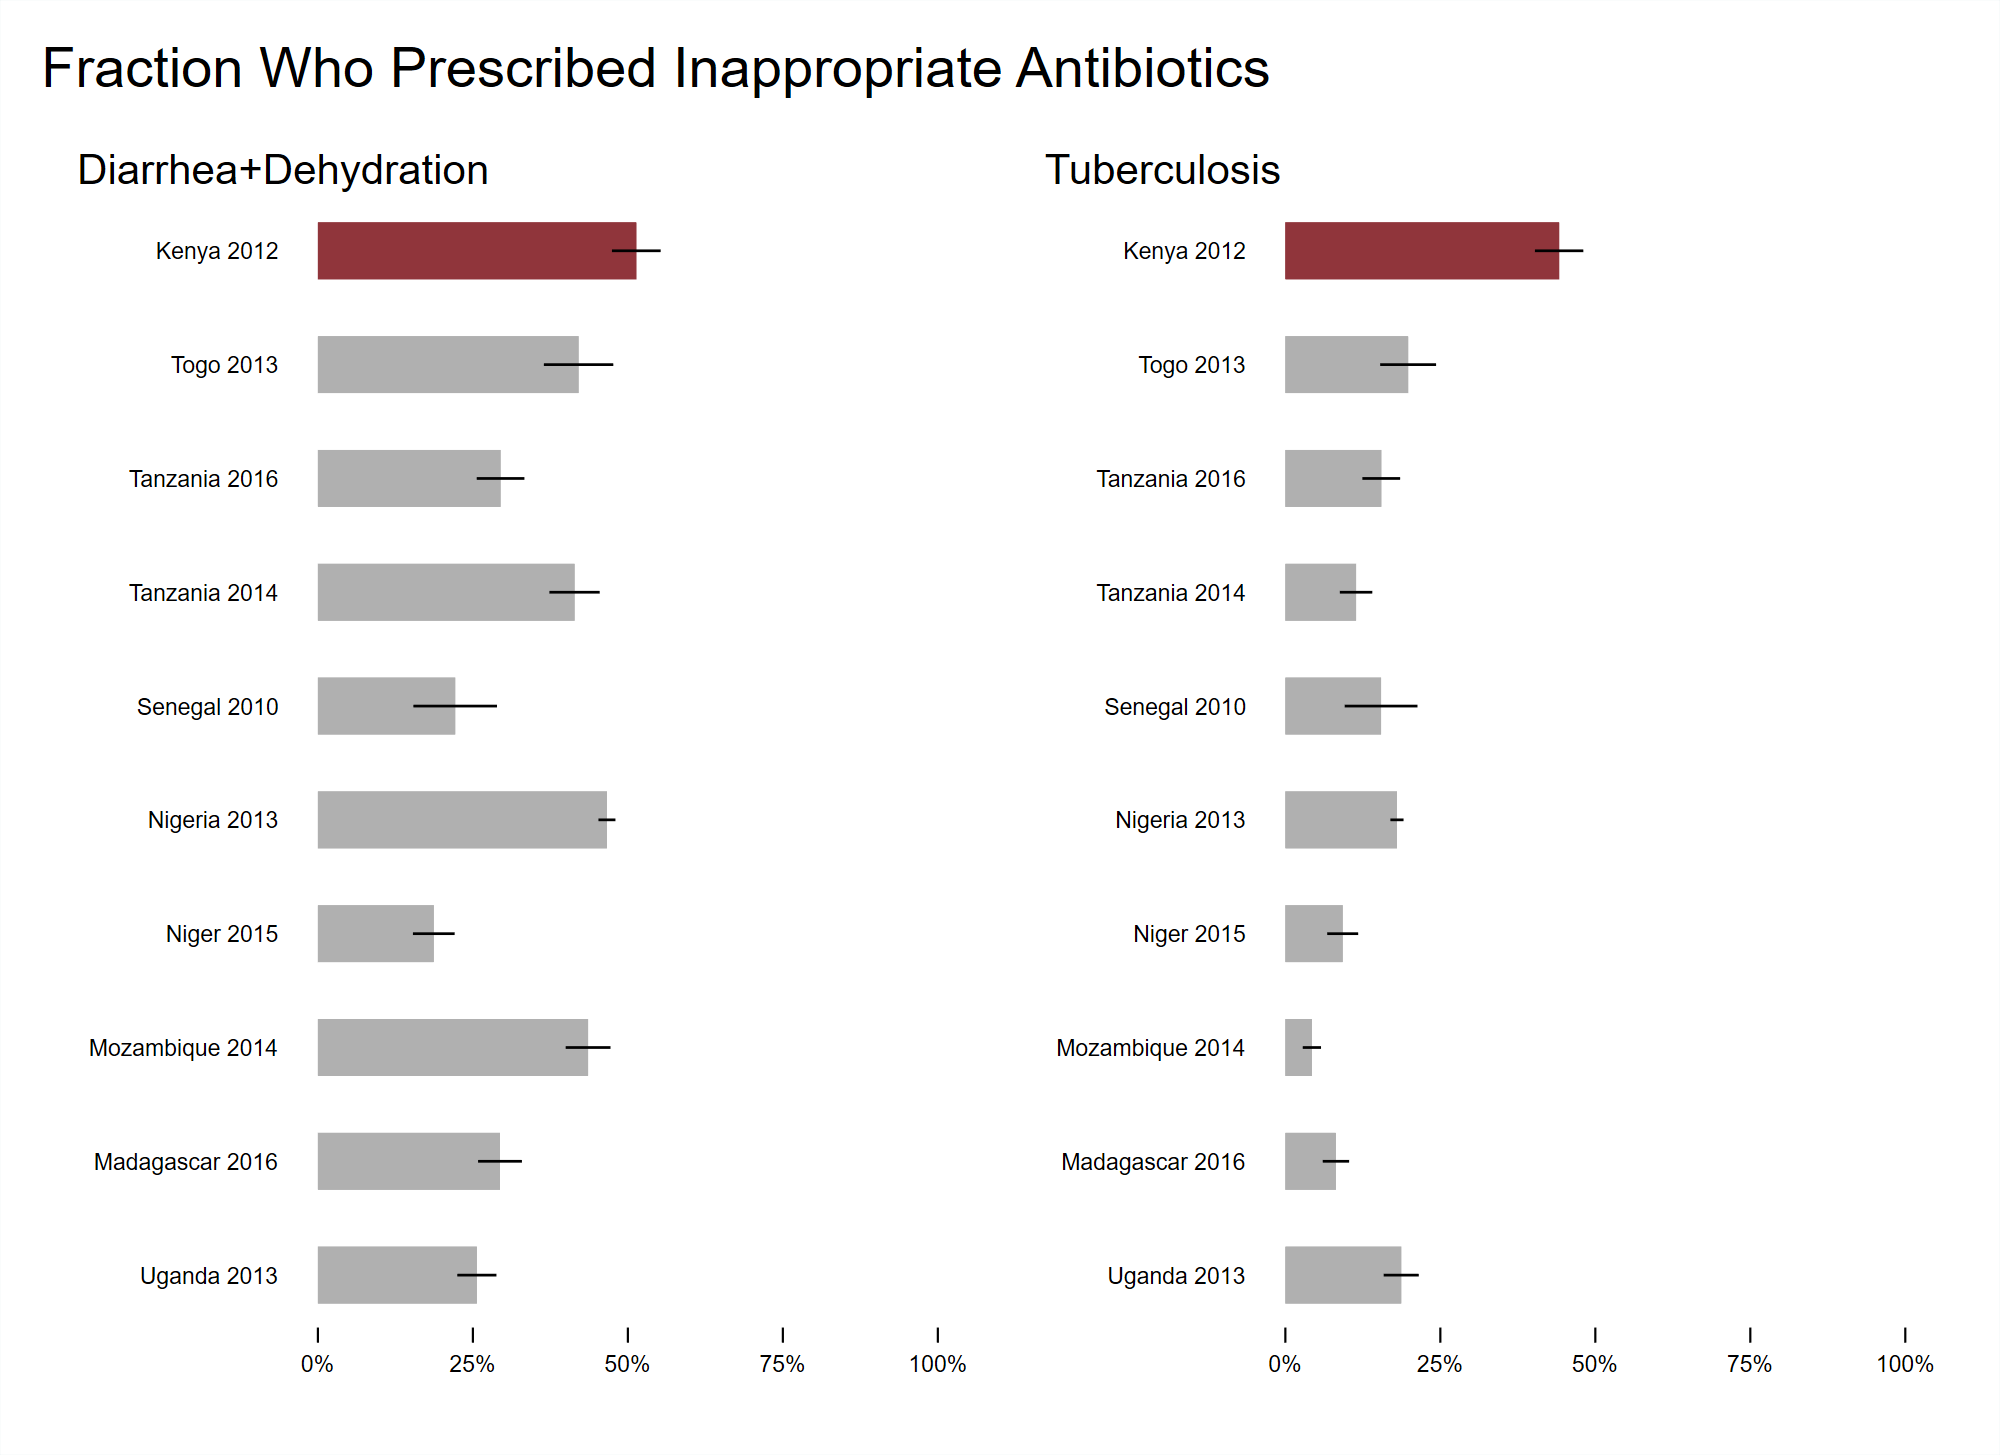 Fraction Who Prescribed Inappropriate Antibiotics
Diarrhea+Dehydration
Kenya 2012
Togo 2013
Tanzania 2016
Tanzania 2014
Senegal 2010
Nigeria 2013
Niger 2015
Mozambique 2014
Madagascar 2016
Uganda 2013
0% 25% 50% 75% 100%
Tuberculosis
Kenya 2012
Togo 2013
Tanzania 2016
Tanzania 2014
Senegal 2010
Nigeria 2013
Niger 2015
Mozambique 2014
Madagascar 2016
Uganda 2013
0% 25% 50% 75% 100%